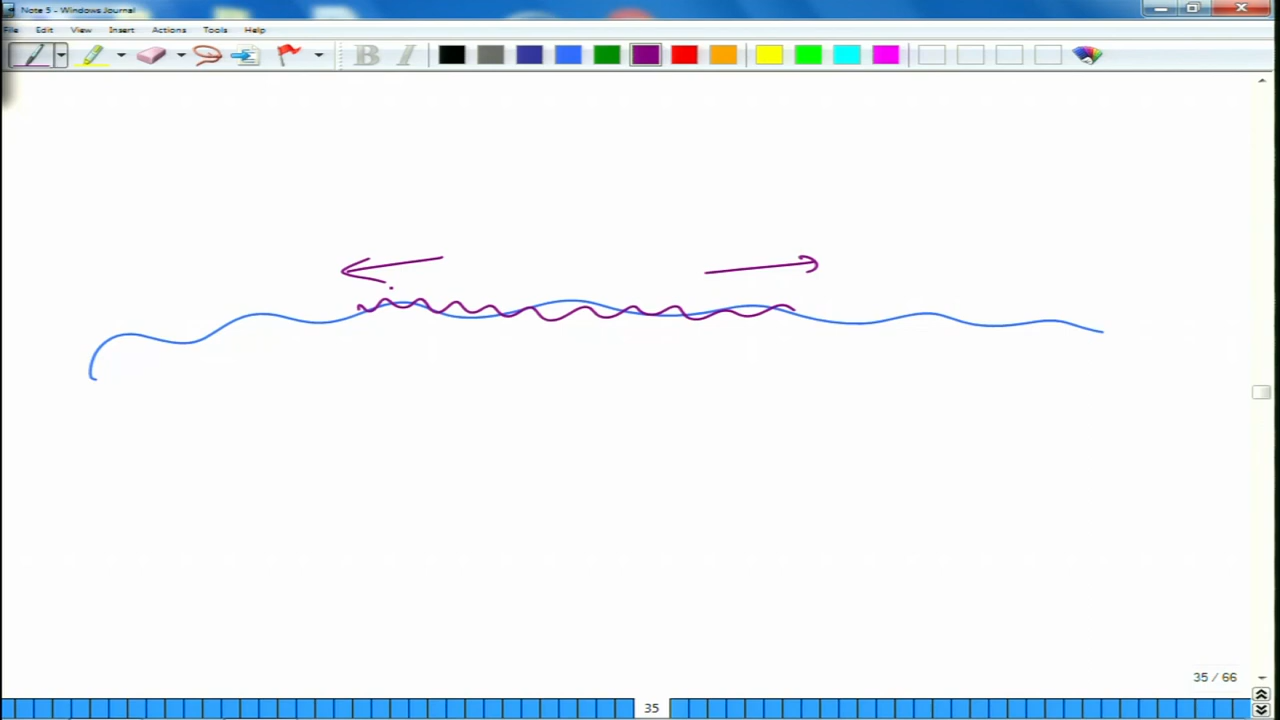 Note 5 - Windows Journal
File Edit View Insert Actions Tools Help
B I
35 / 66
35